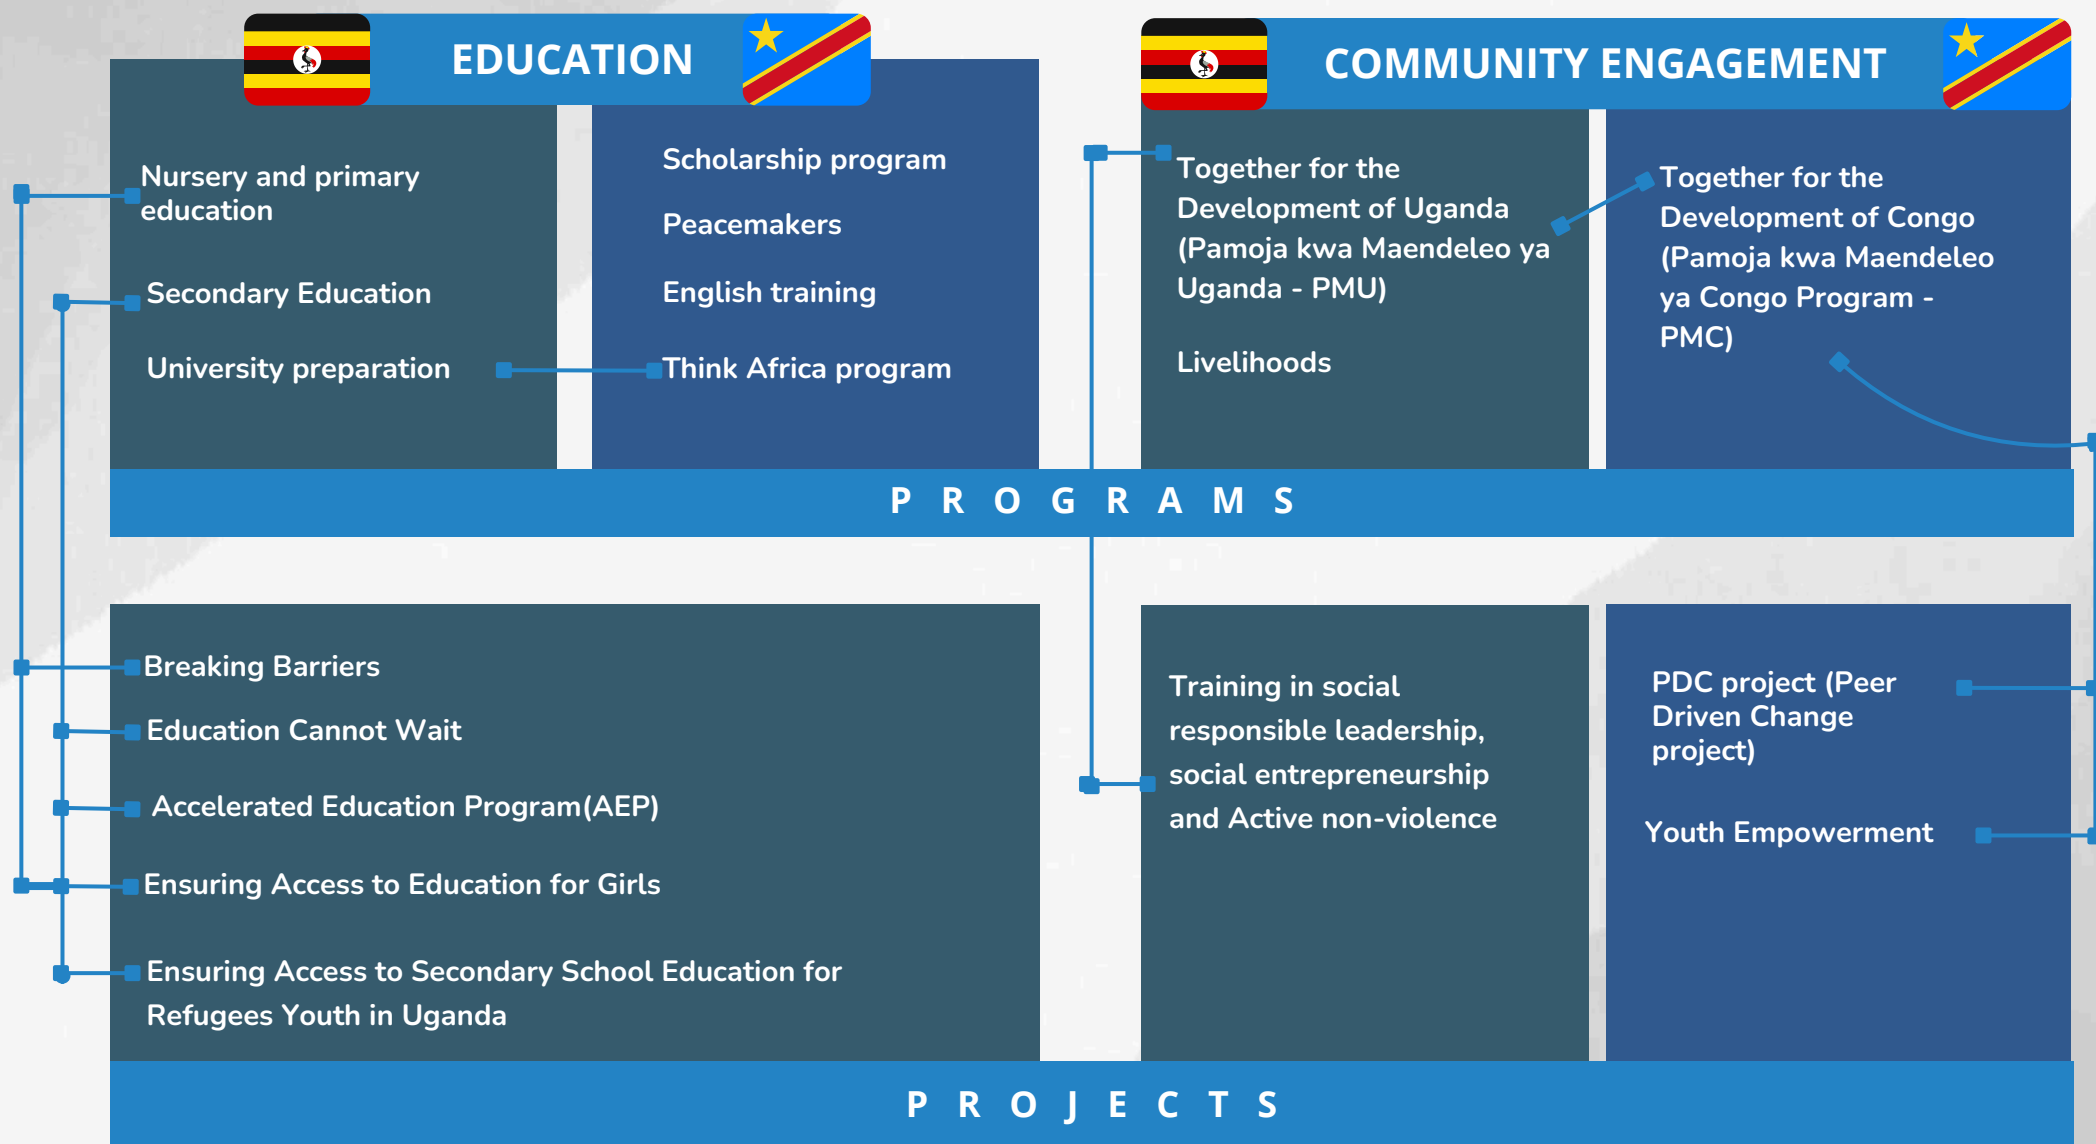 EDUCATION
Nursery and primary
education
Secondary Education
University preparation
Scholarship program
Peacemakers
English training
Think Africa program
COMMUNITY ENGAGEMENT
Together for the
Development of Uganda
(Pamoja kwa Maendeleo ya
Uganda - PMU)
Livelihoods
Together for the
Development of Congo
(Pamoja kwa Maendeleo
ya Congo Program -
PMC)
PROGRAMS
Breaking Barriers
Education Cannot Wait
Accelerated Education Program(AEP)
Ensuring Access to Education for Girls
Ensuring Access to Secondary School Education for
Refugees Youth in Uganda
Training in social
responsible leadership,
social entrepreneurship
and Active non-violence
PDC project (Peer
Driven Change
project)
Youth Empowerment
PROJECTS